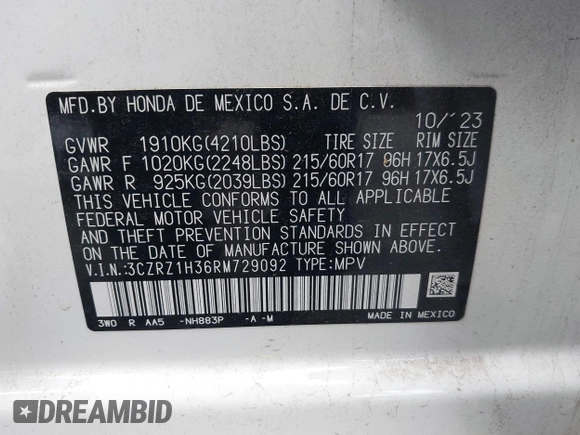 MFD.BY HONDA DE MEXICO S.A. DE C.V.
10/´23
GVWR 1910KG(4210LBS) TIRE SIZE RIM SIZE
GAWR F 1020KG(2248LBS) 215/60R17 96H 17X6.5J
GAWR R 925KG(2039LBS) 215/60R17 96H 17X6.5J
THIS VEHICLE CONFORMS TO ALL APPLICABLE
FEDERAL MOTOR VEHICLE SAFETY
AND THEFT PREVENTION STANDARDS IN EFFECT
ON THE DATE OF MANUFACTURE SHOWN ABOVE.
V.I.N.:3CZRZ1H36RM729092 TYPE:MPV
3W0 R AA5 -NH883P -A -M
MADE IN MEXICO
DREAMBID